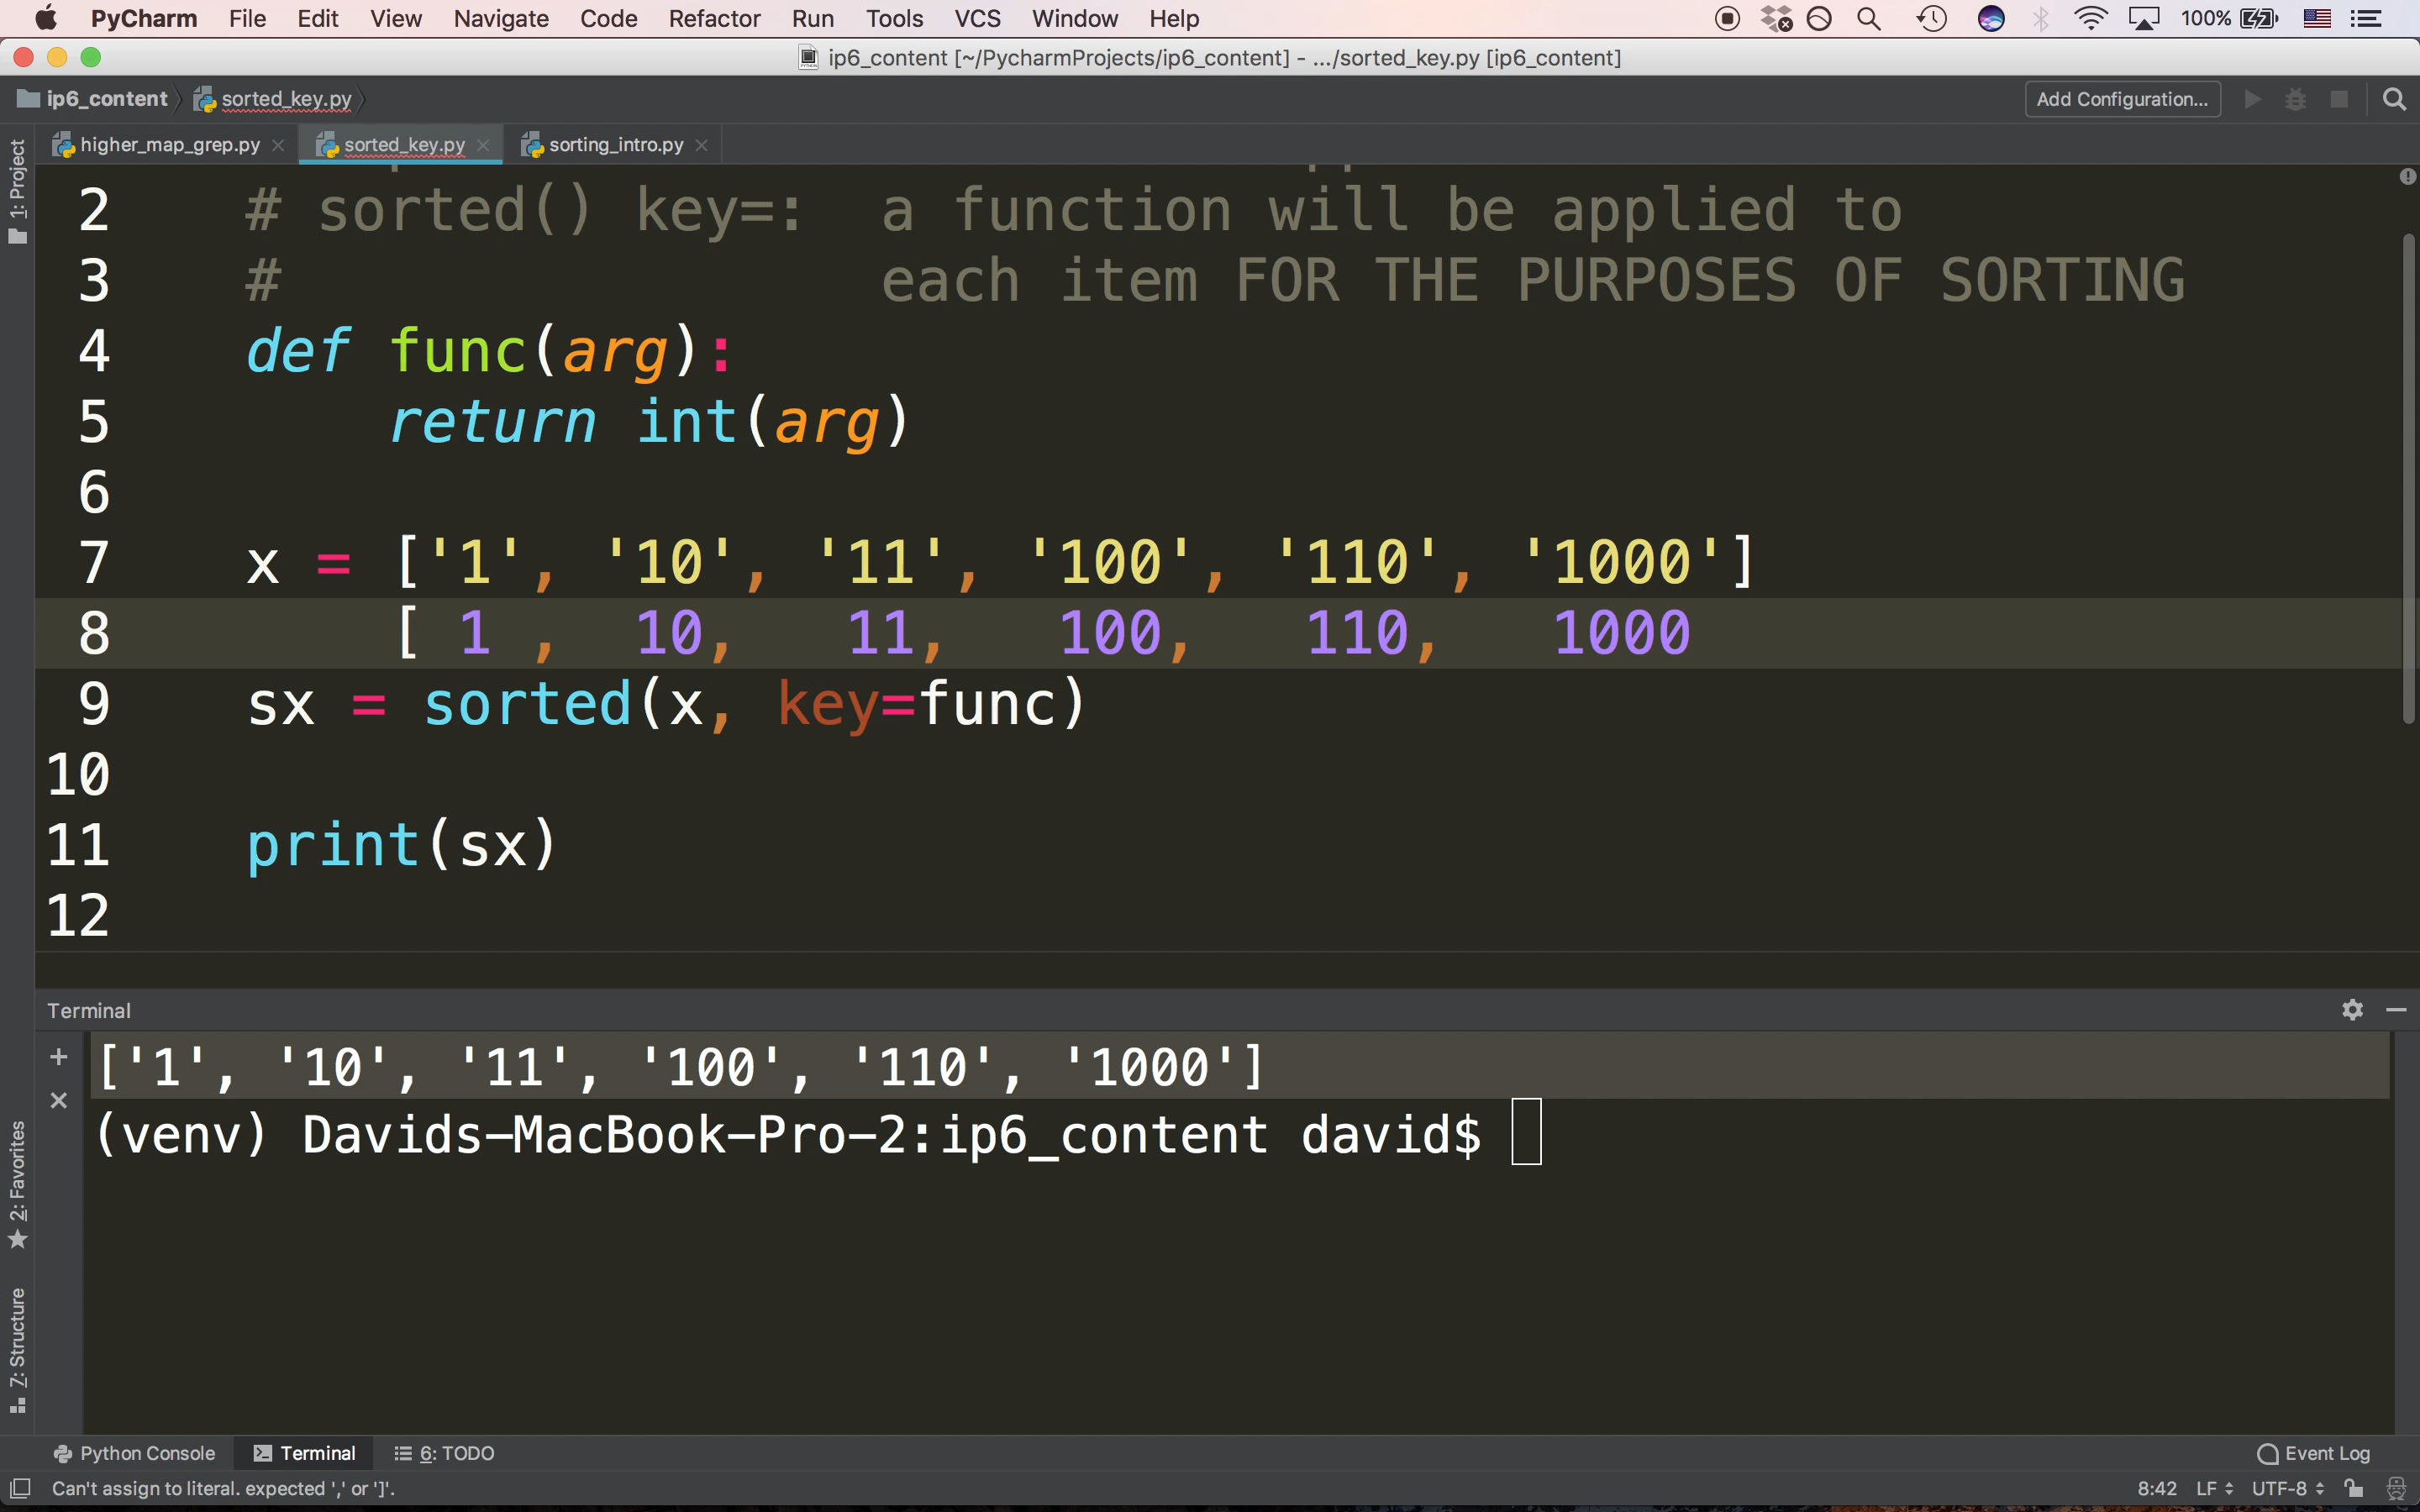 PyCharm File Edit View Navigate Code Refactor Run Tools VCS Window Help 100%
ip6_content [~/PycharmProjects/ip6_content] - .../sorted_key.py [ip6_content]
ip6_content sorted_key.py Add Configuration...
1: Project
higher_map_grep.py sorted_key.py sorting_intro.py
2 # sorted() key=: a function will be applied to
3 # each item FOR THE PURPOSES OF SORTING
4 def func(arg):
5 return int(arg)
6
7 x = ['1', '10', '11', '100', '110', '1000']
8 [ 1 , 10, 11, 100, 110, 1000
9 sx = sorted(x, key=func)
10
11 print(sx)
12
Terminal
['1', '10', '11', '100', '110', '1000']
(venv) Davids-MacBook-Pro-2:ip6_content david$
2: Favorites
7: Structure
Python Console Terminal 6: TODO Event Log
Can't assign to literal. expected ',' or ']'. 8:42 LF UTF-8